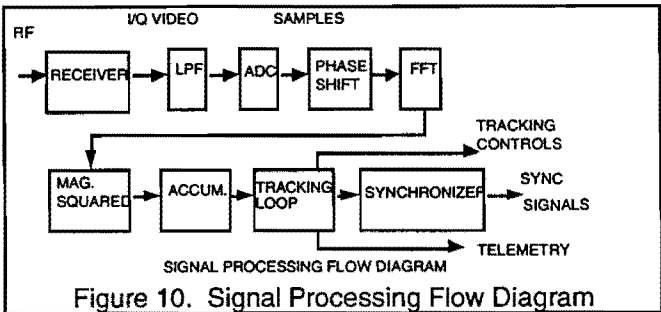 I/Q VIDEO
SAMPLES
RF
RECEIVER
LPF
ADC
PHASE
SHIFT
FFT
TRACKING
CONTROLS
MAG.
SQUARED
ACCUM.
TRACKING
LOOP
SYNCHRONIZER
SYNC
SIGNALS
TELEMETRY
SIGNAL PROCESSING FLOW DIAGRAM
Figure 10. Signal Processing Flow Diagram